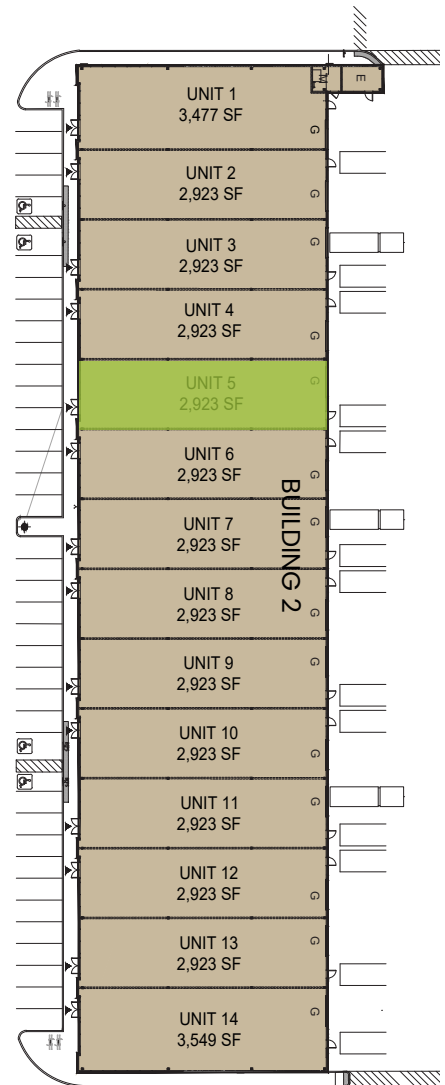 UNIT 1
3,477 SF
G
M
E
UNIT 2
2,923 SF
G
UNIT 3
2,923 SF
G
UNIT 4
2,923 SF
G
UNIT 5
2,923 SF
G
UNIT 6
2,923 SF
G
BUILDING 2
UNIT 7
2,923 SF
G
UNIT 8
2,923 SF
G
UNIT 9
2,923 SF
G
UNIT 10
2,923 SF
G
UNIT 11
2,923 SF
G
UNIT 12
2,923 SF
G
UNIT 13
2,923 SF
G
UNIT 14
3,549 SF
G